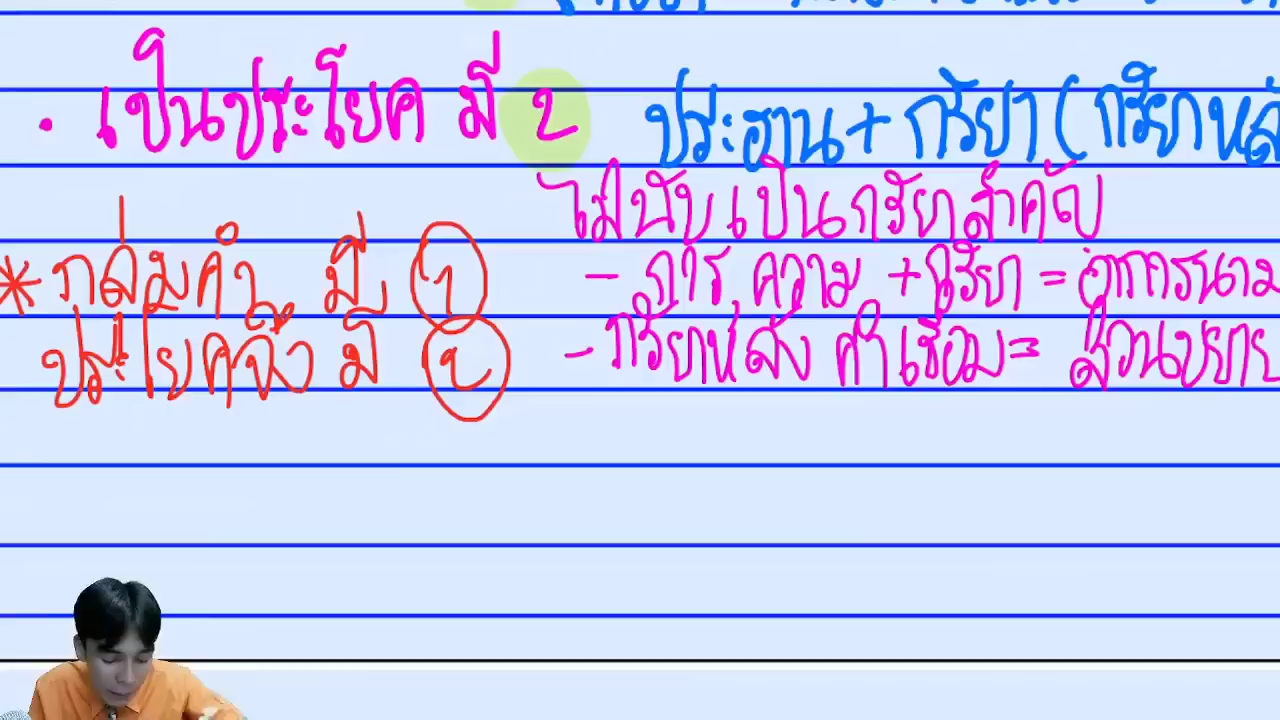 . เป็นประโยค มี 2 ประธาน + กริยา (กริยาหลั
ไม่นับเป็นกริยาสำคัญ
* กลุ่มคำ มี 1 - การ, ความ + กริยา = อาการนาม
ประโยคจึง มี 2 - กริยาหลัง คำเชื่อม = ส่วนขยาย